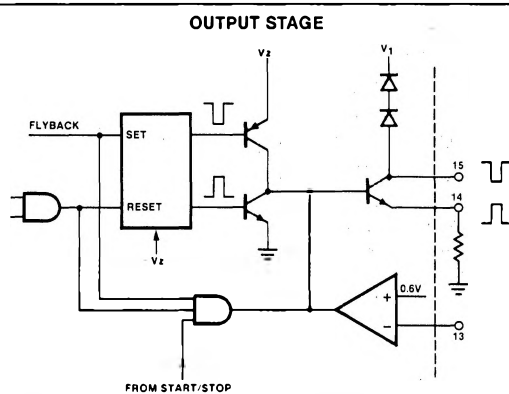 OUTPUT STAGE
Vz
V1
FLYBACK
SET
15
14
RESET
Vz
0.6V
+
−
13
FROM START/STOP